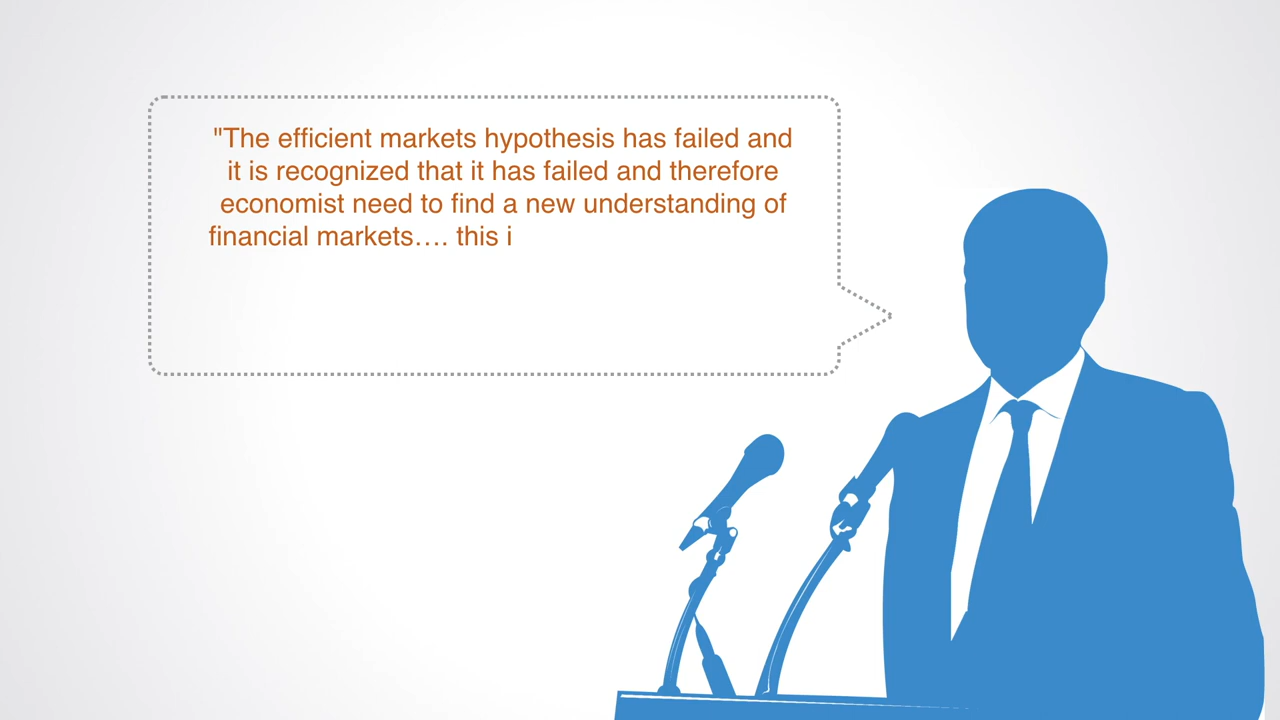 "The efficient markets hypothesis has failed and
it is recognized that it has failed and therefore
economist need to find a new understanding of
financial markets…. this i